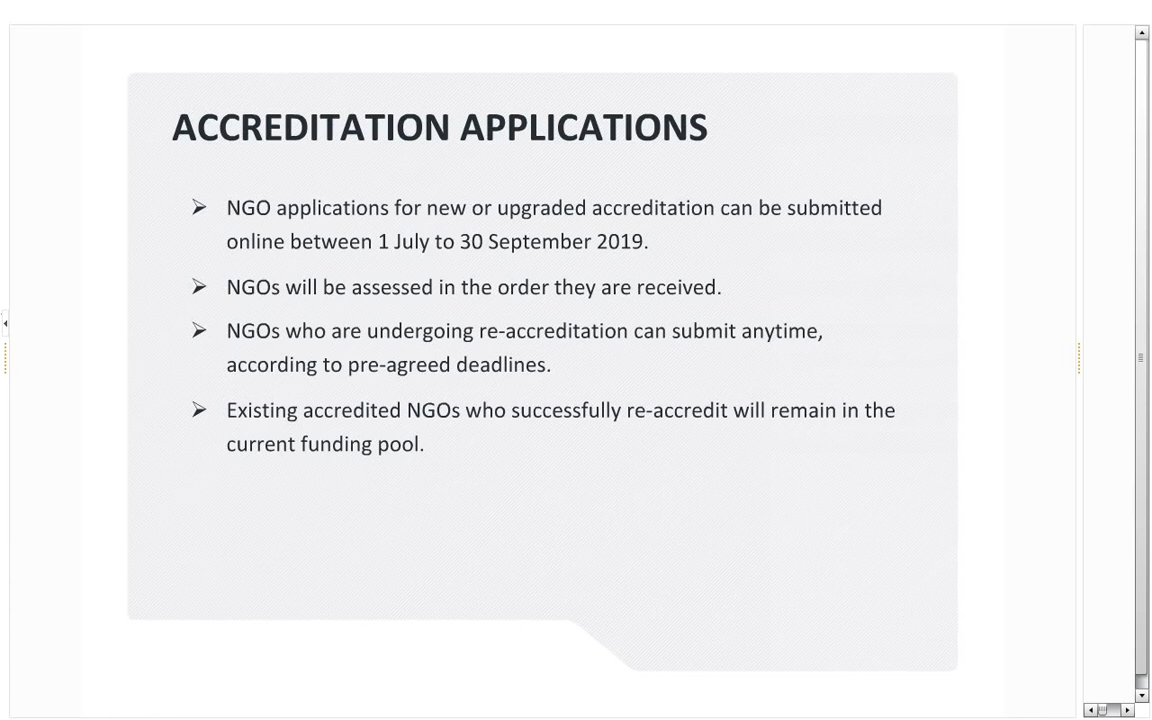 ACCREDITATION APPLICATIONS
➢ NGO applications for new or upgraded accreditation can be submitted
online between 1 July to 30 September 2019.
➢ NGOs will be assessed in the order they are received.
➢ NGOs who are undergoing re-accreditation can submit anytime,
according to pre-agreed deadlines.
➢ Existing accredited NGOs who successfully re-accredit will remain in the
current funding pool.